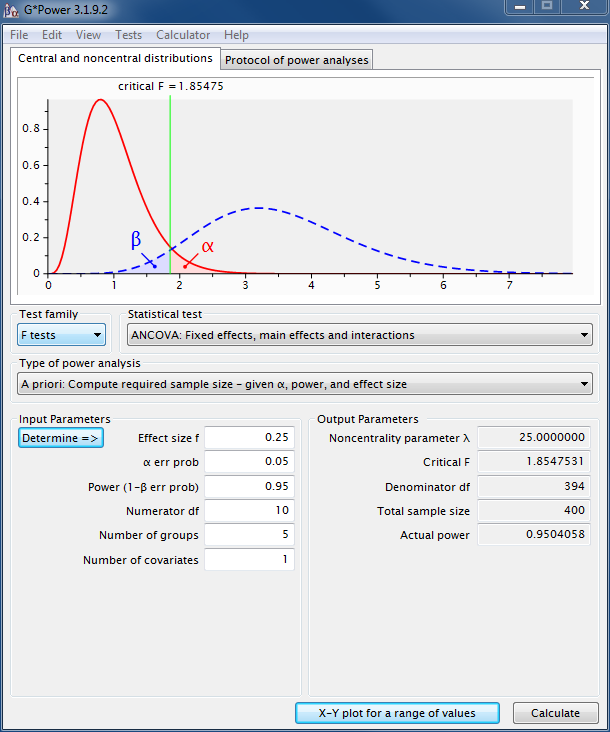 G*Power 3.1.9.2
File Edit View Tests Calculator Help
Central and noncentral distributions Protocol of power analyses
critical F = 1.85475
0.8
0.6
0.4
0.2
0
β α
0 1 2 3 4 5 6 7
Test family Statistical test
F tests ANCOVA: Fixed effects, main effects and interactions
Type of power analysis
A priori: Compute required sample size – given α, power, and effect size
Input Parameters Output Parameters
Determine => Effect size f 0.25 Noncentrality parameter λ 25.0000000
α err prob 0.05 Critical F 1.8547531
Power (1-β err prob) 0.95 Denominator df 394
Numerator df 10 Total sample size 400
Number of groups 5 Actual power 0.9504058
Number of covariates 1
X-Y plot for a range of values Calculate